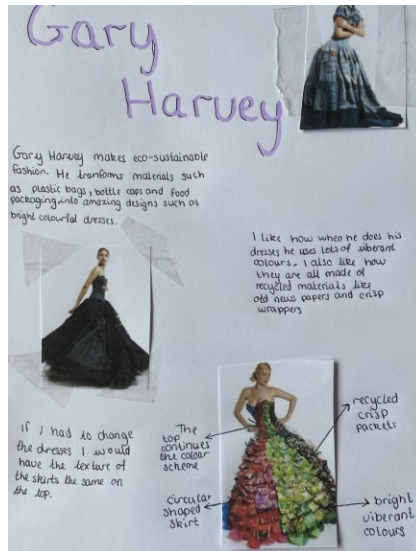 Gary
Harvey
Gary Harvey makes eco-sustainable
fashion. He tranforms materials such
as plastic bags, bottle caps and food
packaging, into amazing designs such as
bright colourful dresses.
I like how when he does his
dresses he uses lots of viberant
colours. I also like how
they are all made of
recycled materials like
old news papers and crisp
wrappers
If I had to change
the dresses I would
have the texture of
the skirts the same on
the top.
The
top
continues
the colour
scheme
recycled
crisp
packets
circular
shaped
skirt
bright
viberant
colours